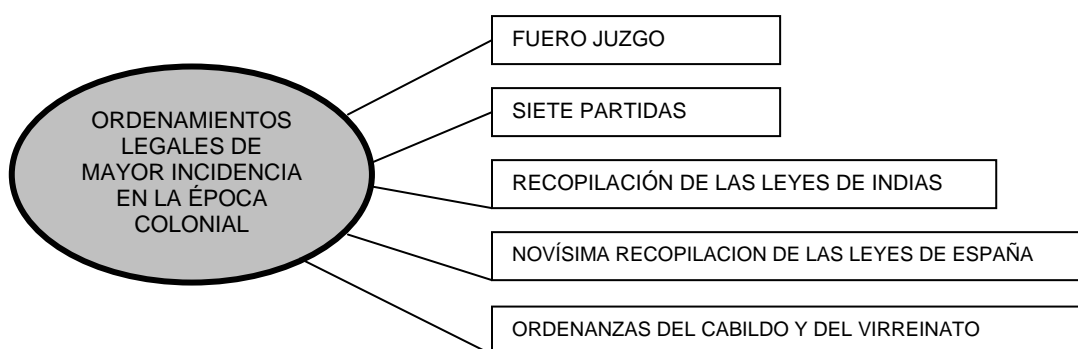 ORDENAMIENTOS
LEGALES DE
MAYOR INCIDENCIA
EN LA ÉPOCA
COLONIAL
FUERO JUZGO
SIETE PARTIDAS
RECOPILACIÓN DE LAS LEYES DE INDIAS
NOVÍSIMA RECOPILACION DE LAS LEYES DE ESPAÑA
ORDENANZAS DEL CABILDO Y DEL VIRREINATO